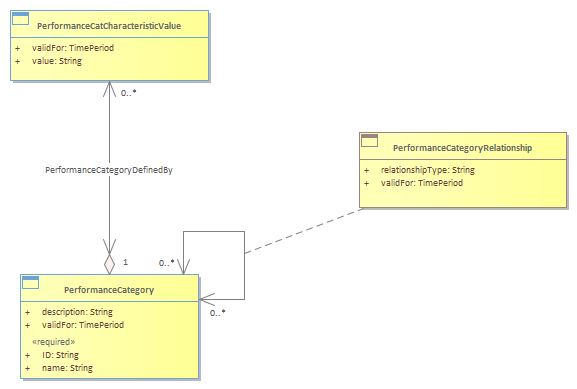 PerformanceCatCharacteristicValue
+ validFor: TimePeriod
+ value: String
0..*
PerformanceCategoryRelationship
+ relationshipType: String
+ validFor: TimePeriod
PerformanceCategoryDefinedBy
1
0..*
PerformanceCategory
0..*
+ description: String
+ validFor: TimePeriod
«required»
+ ID: String
+ name: String